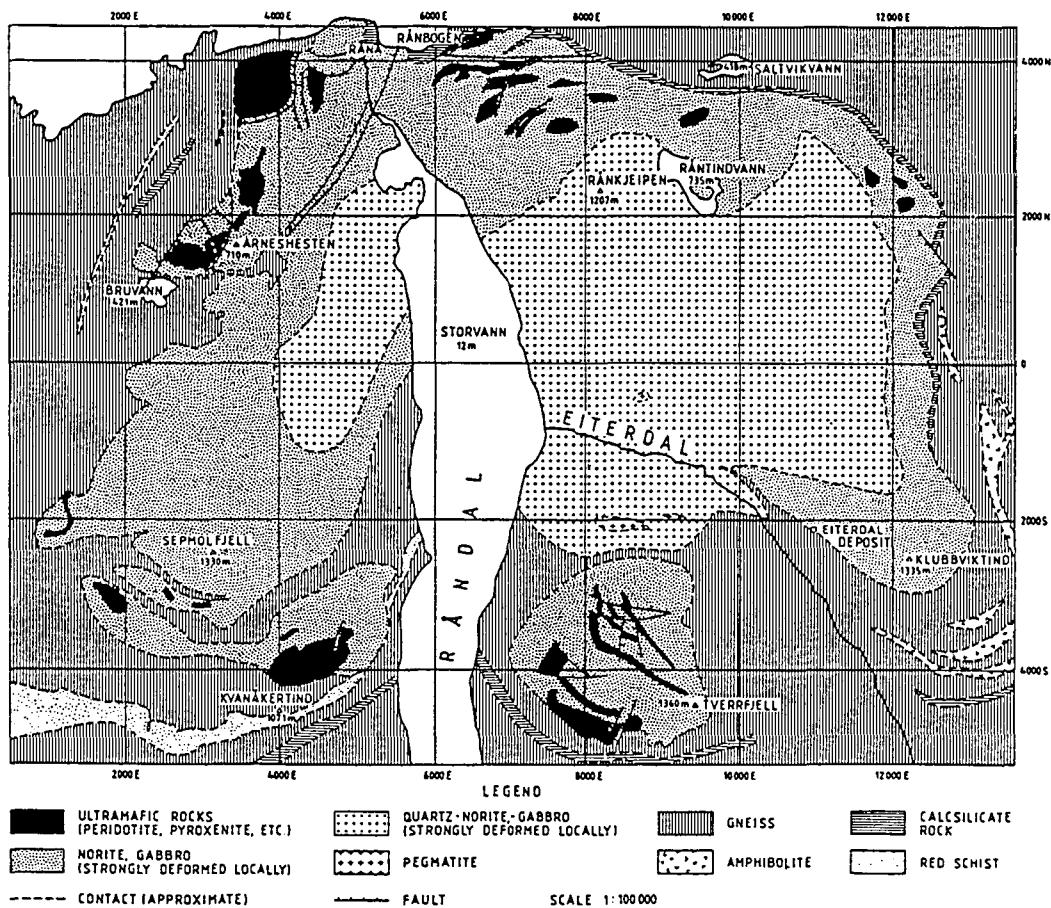 2000 E 4000 E 6000 E 8000 E 10 000 E 12 000 E
RÅNBOGEN
RÅNA
4000 N
418m SALTVIKVANN
RÅNTINDVANN
735m
RÅNKJEIPEN
1207m
2000 N
ÅRNESHESTEN
710m
BRUVANN
421m
STORVANN
12m
0
EITERDAL
RÅNDAL
2000 S
SEPMOLFJELL
1330m
EITERDAL
DEPOSIT
KLUBBVIKTIND
1335m
4000 S
KVANÅKERTIND
1071m
1360m TVERRFJELL
2000 E 4000 E 6000 E 8000 E 10 000 E 12 000 E
LEGEND
ULTRAMAFIC ROCKS
(PERIDOTITE, PYROXENITE, ETC.)
QUARTZ-NORITE,-GABBRO
(STRONGLY DEFORMED LOCALLY)
GNEISS
CALCSILICATE
ROCK
NORITE, GABBRO
(STRONGLY DEFORMED LOCALLY)
PEGMATITE
AMPHIBOLITE
RED SCHIST
CONTACT (APPROXIMATE)
FAULT
SCALE 1:100 000